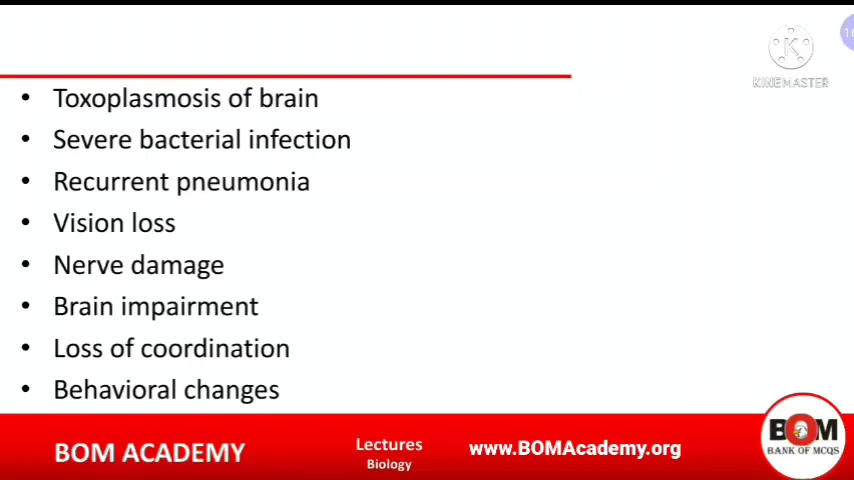 K
KINEMASTER
• Toxoplasmosis of brain
• Severe bacterial infection
• Recurrent pneumonia
• Vision loss
• Nerve damage
• Brain impairment
• Loss of coordination
• Behavioral changes
BOM ACADEMY
Lectures
Biology
www.BOMAcademy.org
BOM
BANK OF MCQS